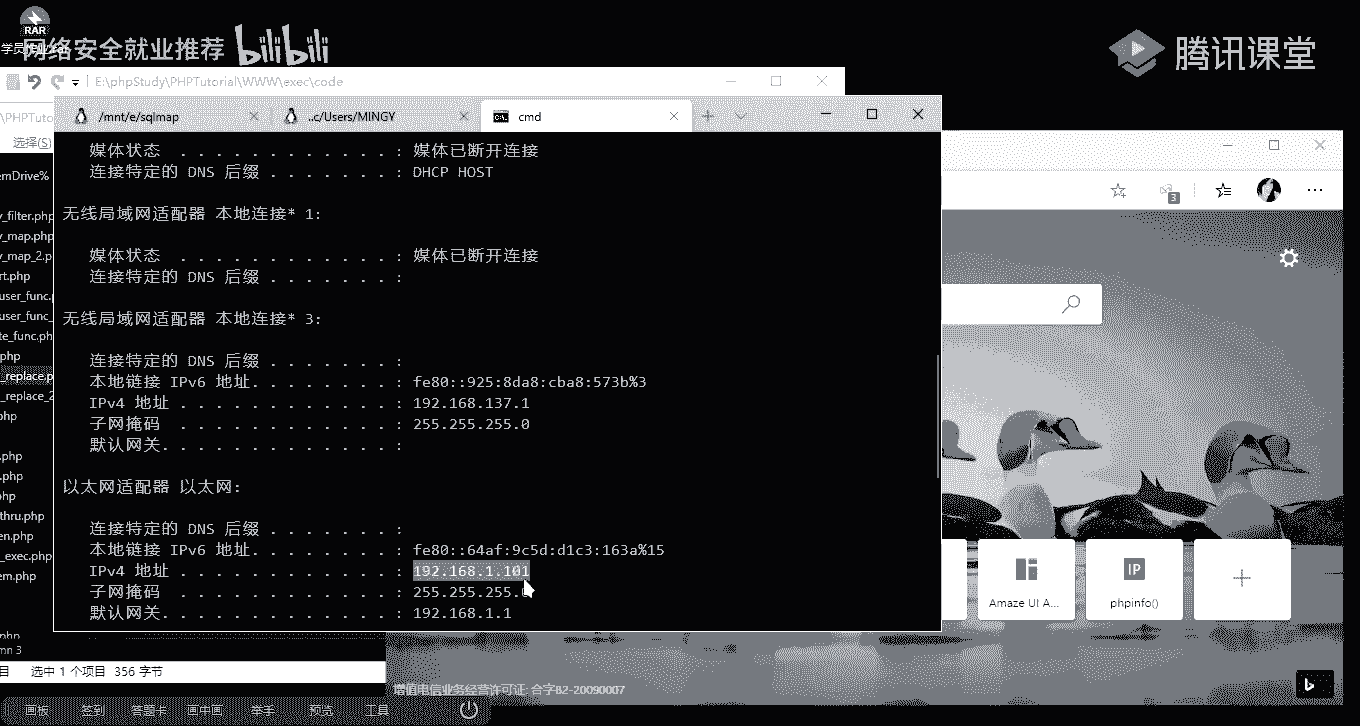 RAR
学员
网络安全就业推荐 bilibili
腾讯课堂
E:\phpStudy\PHPTutorial\WWW\exec\code
\PHPTuto
选择(S)
/mnt/e/sqlmap
..c/Users/MINGY
cmd
媒体状态 . . . . . . . . . . . . : 媒体已断开连接
连接特定的 DNS 后缀 . . . . . . . : DHCP HOST
无线局域网适配器 本地连接* 1:
媒体状态 . . . . . . . . . . . . : 媒体已断开连接
连接特定的 DNS 后缀 . . . . . . . :
无线局域网适配器 本地连接* 3:
连接特定的 DNS 后缀 . . . . . . . :
本地链接 IPv6 地址. . . . . . . . : fe80::925:8da8:cba8:573b%3
IPv4 地址 . . . . . . . . . . . . : 192.168.137.1
子网掩码 . . . . . . . . . . . . : 255.255.255.0
默认网关. . . . . . . . . . . . . :
以太网适配器 以太网:
连接特定的 DNS 后缀 . . . . . . . :
本地链接 IPv6 地址. . . . . . . . : fe80::64af:9c5d:d1c3:163a%15
IPv4 地址 . . . . . . . . . . . . : 192.168.1.101
子网掩码 . . . . . . . . . . . . : 255.255.255.
默认网关. . . . . . . . . . . . . : 192.168.1.1
emDrive%
y_filter.php
y_map.php
y_map_2.p
rt.php
user_func.
user_func_
te_func.ph
php
_replace.p
_replace_2
php
.php
.php
hp
thru.php
en.php
_exec.php
em.php
.php
mn 3
3
Amaze UI A...
IP
phpinfo()
目 选中 1 个项目 356 字节
增值电信业务经营许可证: 合字B2-20090007
画板 签到 答题卡 画中画 举手 预览 工具